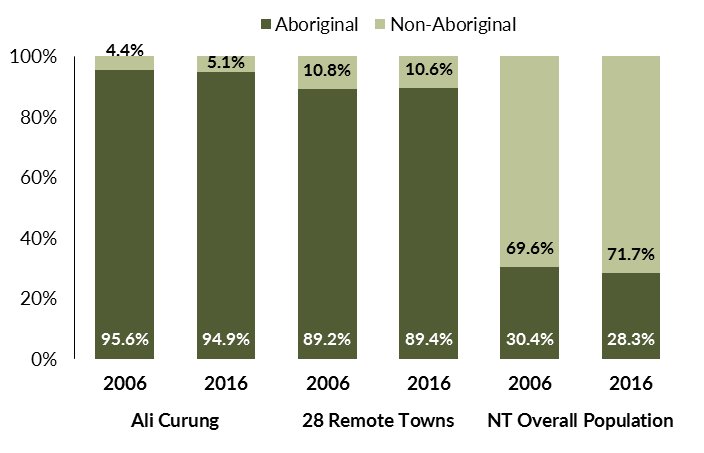 Aboriginal Non-Aboriginal
100%
80%
60%
40%
20%
0%
4.4% 5.1% 10.8% 10.6% 69.6% 71.7%
95.6% 94.9% 89.2% 89.4% 30.4% 28.3%
2006 2016 2006 2016 2006 2016
Ali Curung 28 Remote Towns NT Overall Population